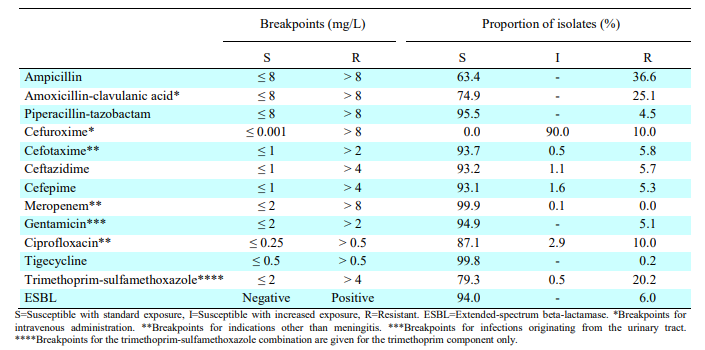 Breakpoints (mg/L) Proportion of isolates (%)
S R S I R
Ampicillin ≤ 8 > 8 63.4 - 36.6
Amoxicillin-clavulanic acid* ≤ 8 > 8 74.9 - 25.1
Piperacillin-tazobactam ≤ 8 > 8 95.5 - 4.5
Cefuroxime* ≤ 0.001 > 8 0.0 90.0 10.0
Cefotaxime** ≤ 1 > 2 93.7 0.5 5.8
Ceftazidime ≤ 1 > 4 93.2 1.1 5.7
Cefepime ≤ 1 > 4 93.1 1.6 5.3
Meropenem** ≤ 2 > 8 99.9 0.1 0.0
Gentamicin*** ≤ 2 > 2 94.9 - 5.1
Ciprofloxacin** ≤ 0.25 > 0.5 87.1 2.9 10.0
Tigecycline ≤ 0.5 > 0.5 99.8 - 0.2
Trimethoprim-sulfamethoxazole**** ≤ 2 > 4 79.3 0.5 20.2
ESBL Negative Positive 94.0 - 6.0
S=Susceptible with standard exposure, I=Susceptible with increased exposure, R=Resistant. ESBL=Extended-spectrum beta-lactamase. *Breakpoints for
intravenous administration. **Breakpoints for indications other than meningitis. ***Breakpoints for infections originating from the urinary tract.
****Breakpoints for the trimethoprim-sulfamethoxazole combination are given for the trimethoprim component only.